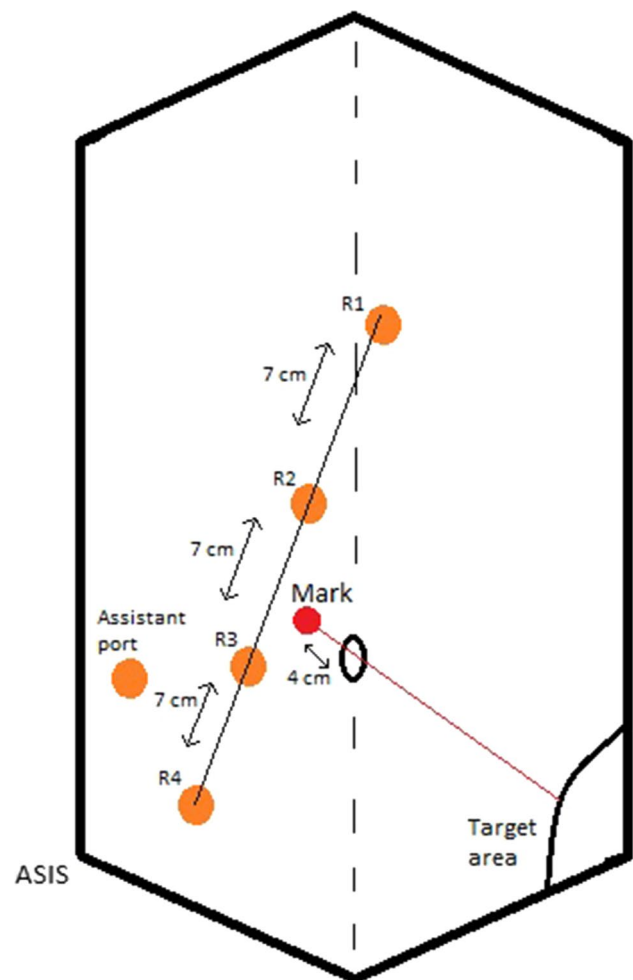 R1
7 cm
R2
7 cm
Mark
Assistant
port
R3
4 cm
7 cm
R4
Target
area
ASIS